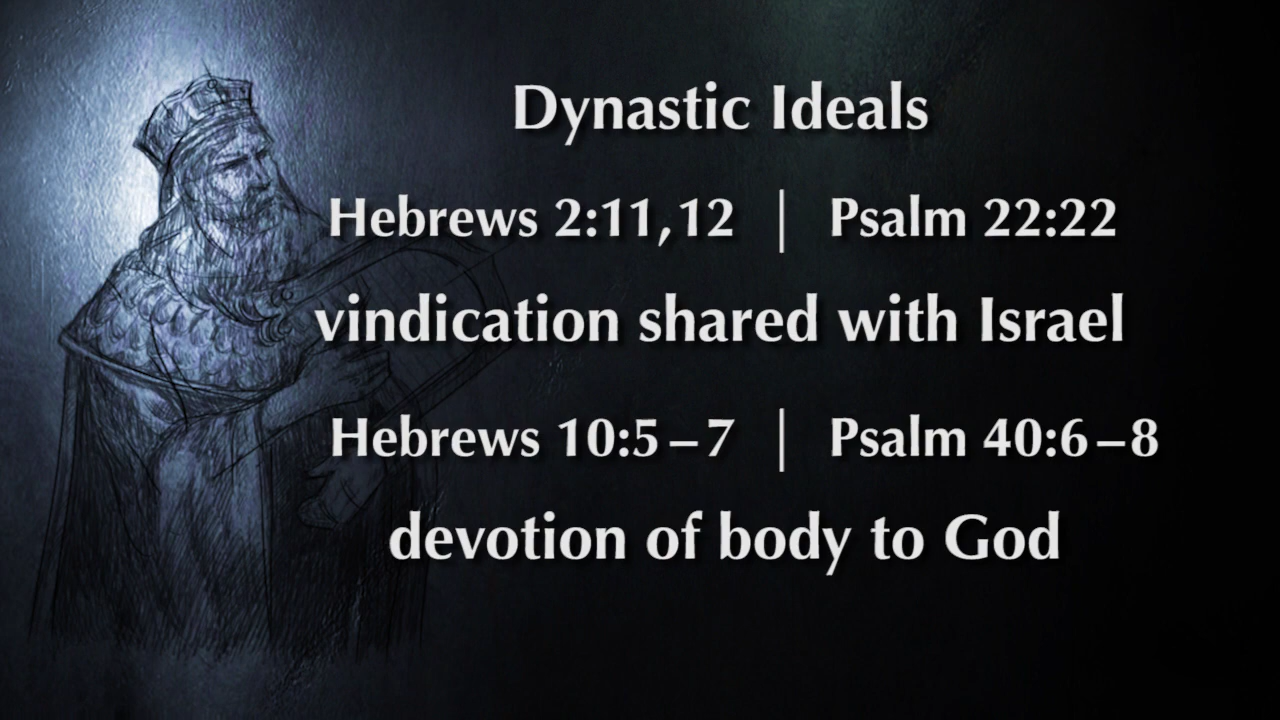 Dynastic Ideals
Hebrews 2:11,12 | Psalm 22:22
vindication shared with Israel
Hebrews 10:5–7 | Psalm 40:6–8
devotion of body to God